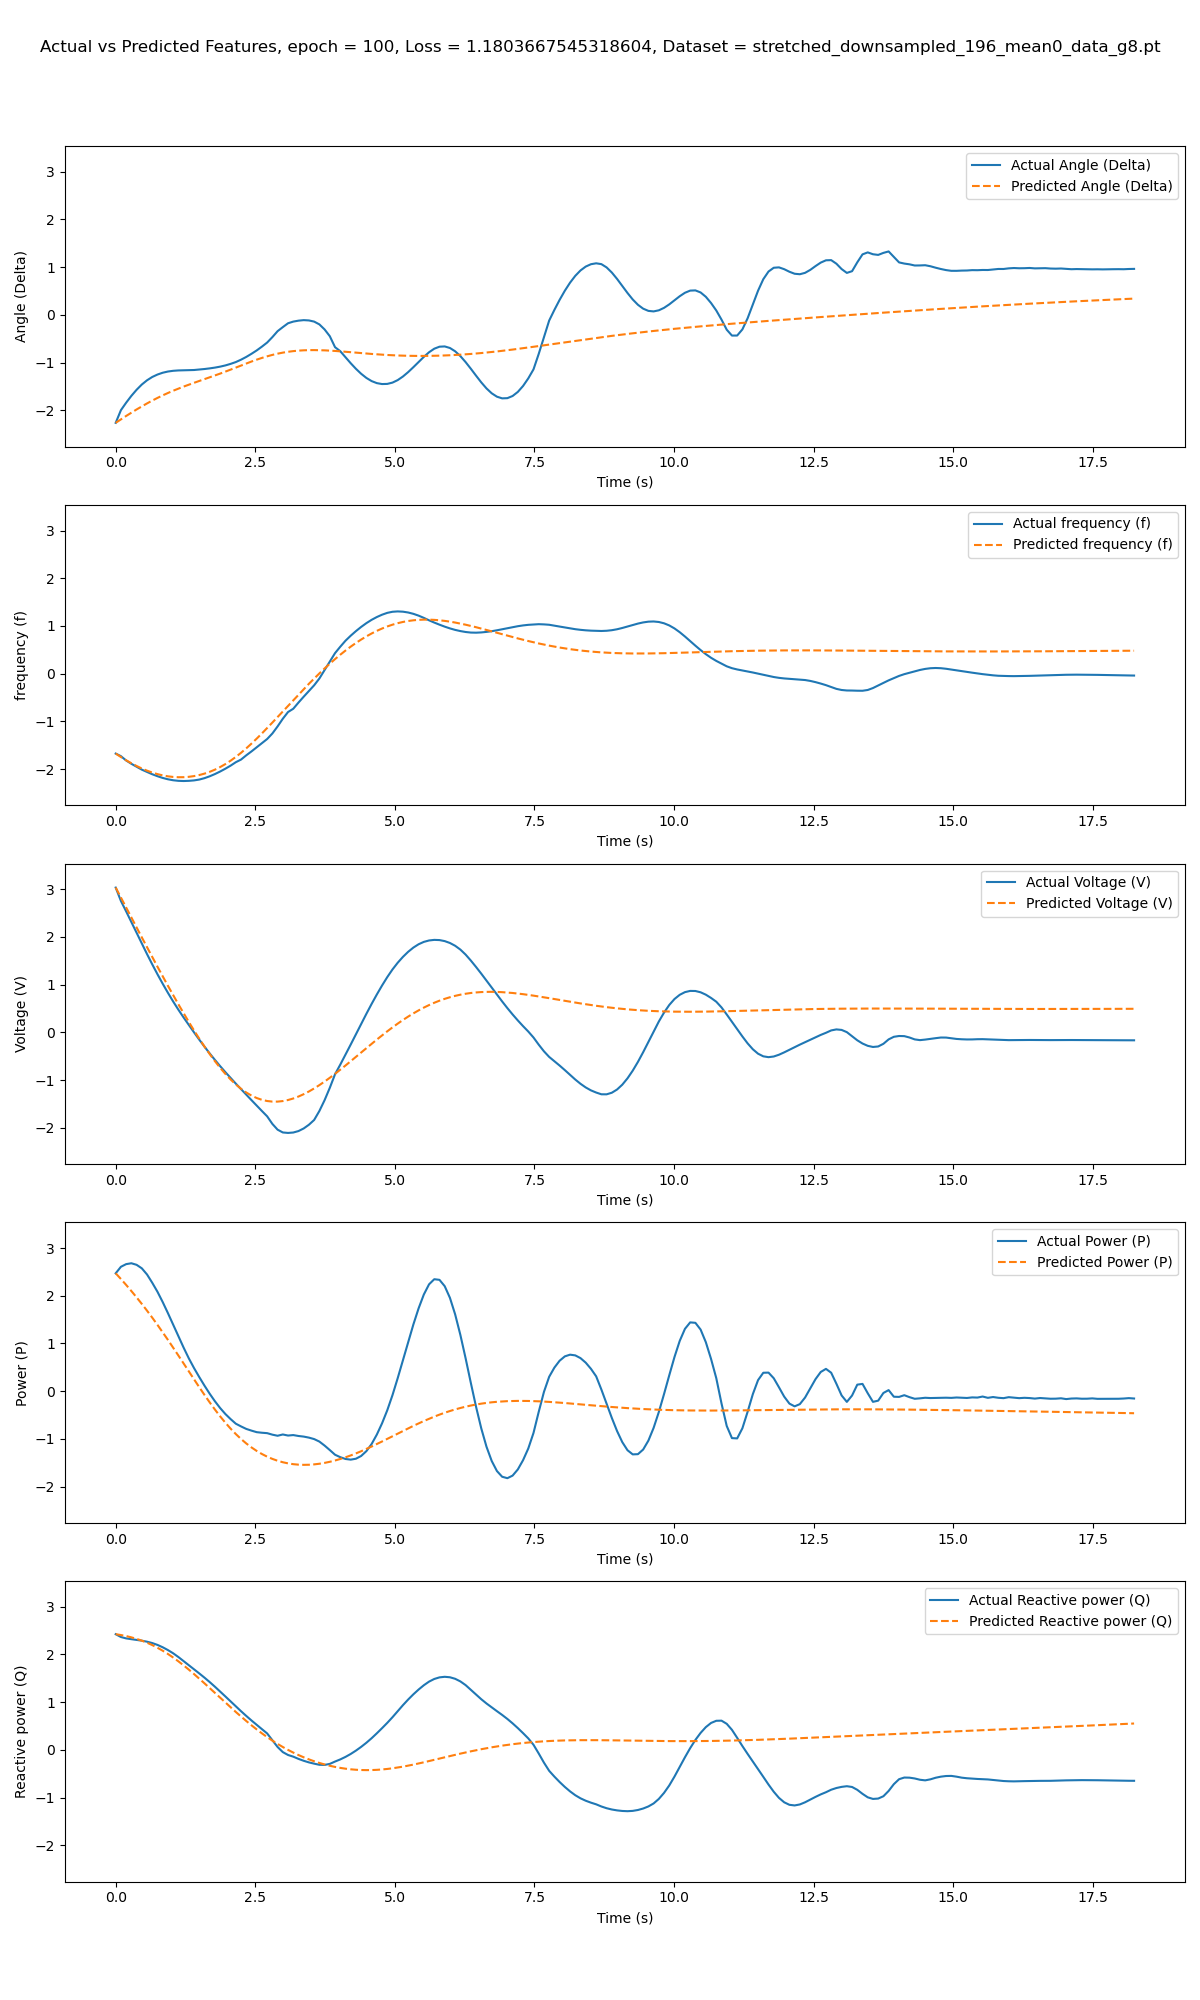 Actual vs Predicted Features, epoch = 100, Loss = 1.1803667545318604, Dataset = stretched_downsampled_196_mean0_data_g8.pt
Actual Angle (Delta)
Predicted Angle (Delta)
Angle (Delta)
3
2
1
0
−1
−2
0.0 2.5 5.0 7.5 10.0 12.5 15.0 17.5
Time (s)
Actual frequency (f)
Predicted frequency (f)
frequency (f)
3
2
1
0
−1
−2
0.0 2.5 5.0 7.5 10.0 12.5 15.0 17.5
Time (s)
Actual Voltage (V)
Predicted Voltage (V)
Voltage (V)
3
2
1
0
−1
−2
0.0 2.5 5.0 7.5 10.0 12.5 15.0 17.5
Time (s)
Actual Power (P)
Predicted Power (P)
Power (P)
3
2
1
0
−1
−2
0.0 2.5 5.0 7.5 10.0 12.5 15.0 17.5
Time (s)
Actual Reactive power (Q)
Predicted Reactive power (Q)
Reactive power (Q)
3
2
1
0
−1
−2
0.0 2.5 5.0 7.5 10.0 12.5 15.0 17.5
Time (s)